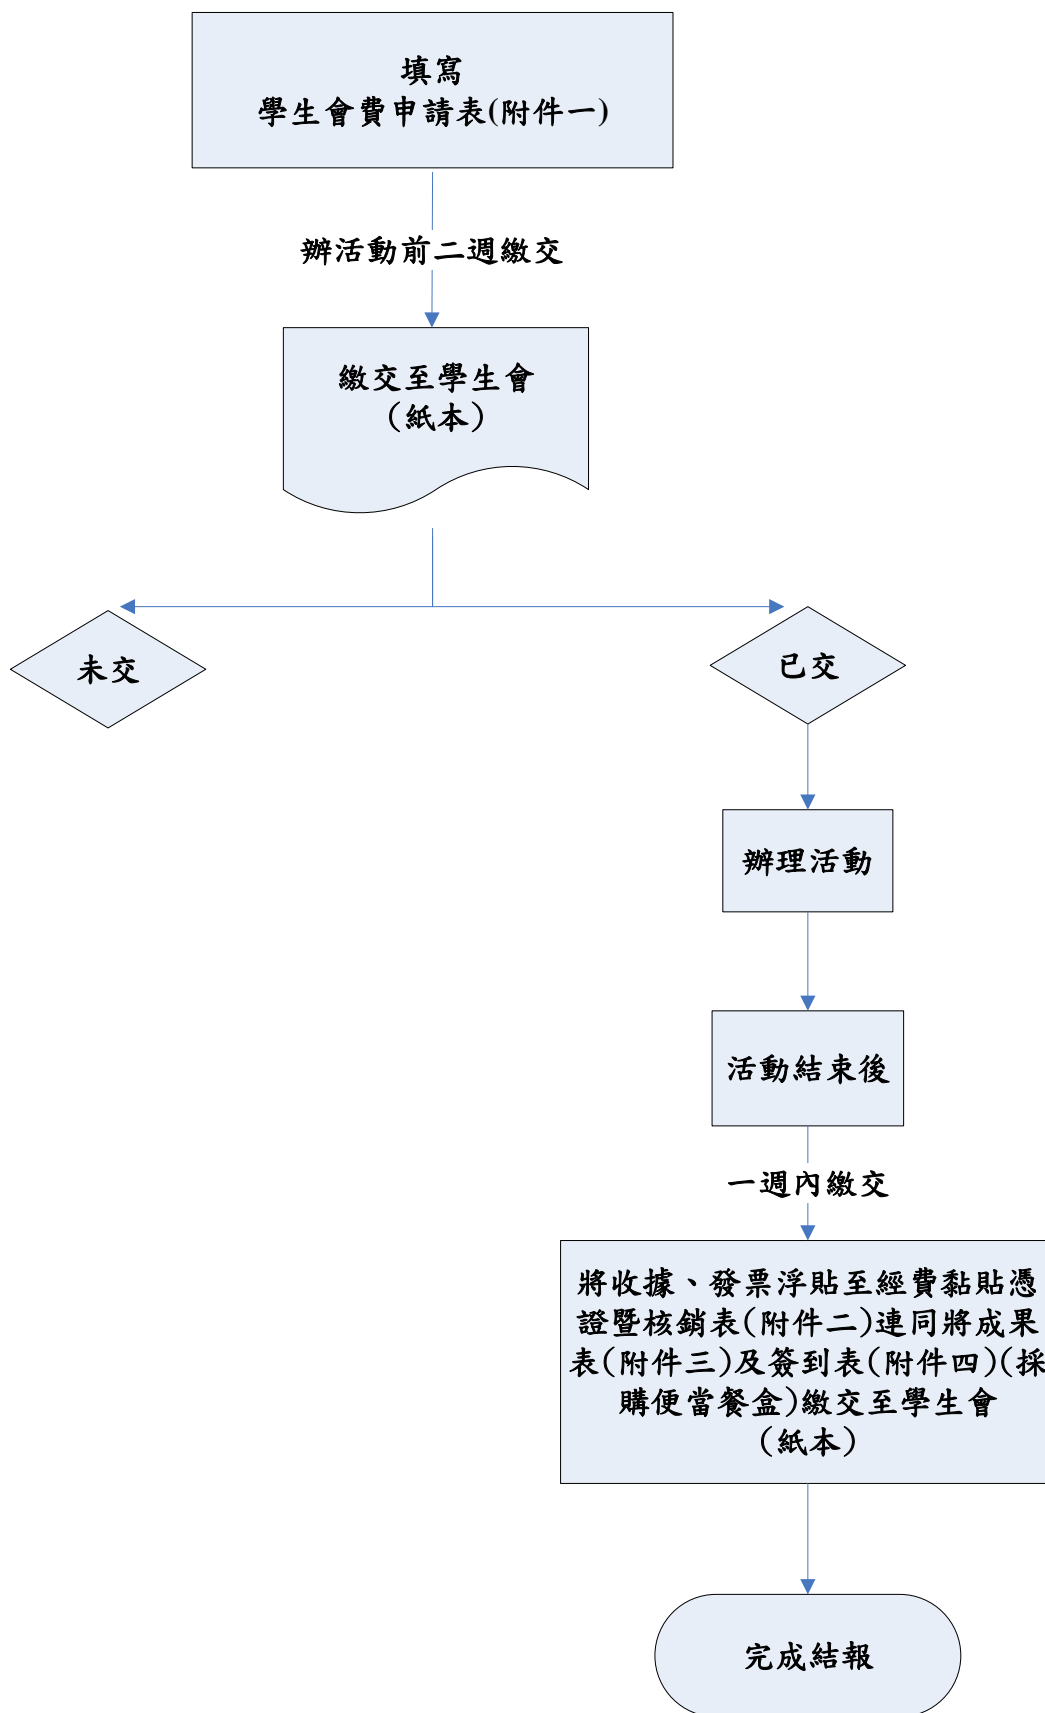 填寫
學生會費申請表(附件一)
辦活動前二週繳交
繳交至學生會
（紙本）
未交
已交
辦理活動
活動結束後
一週內繳交
將收據、發票浮貼至經費黏貼憑
證暨核銷表(附件二)連同將成果
表(附件三)及簽到表(附件四)(採
購便當餐盒)繳交至學生會
（紙本）
完成結報